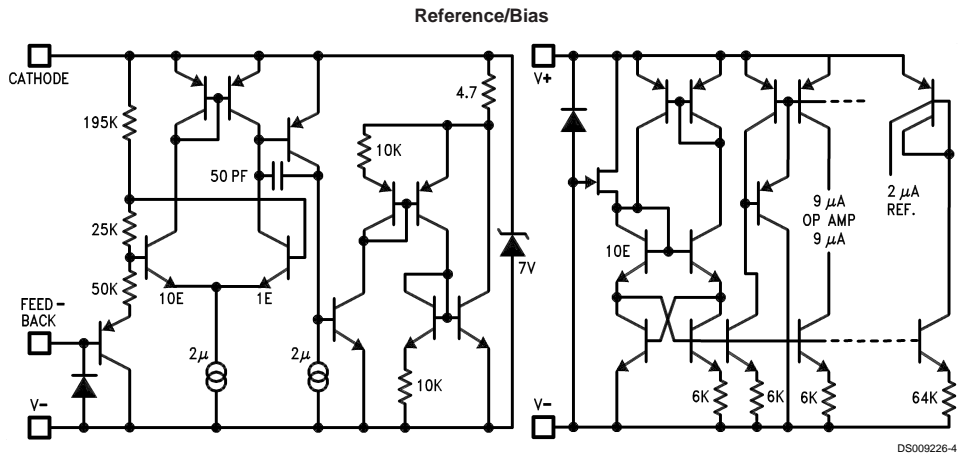 Reference/Bias
CATHODE
195K
50 PF
25K
10E
1E
50K
FEED-
BACK
2μ
2μ
V-
4.7
10K
10K
7V
V+
10E
9 μA
OP AMP
9 μA
2 μA
REF.
6K
6K
6K
64K
V-
DS009226-4